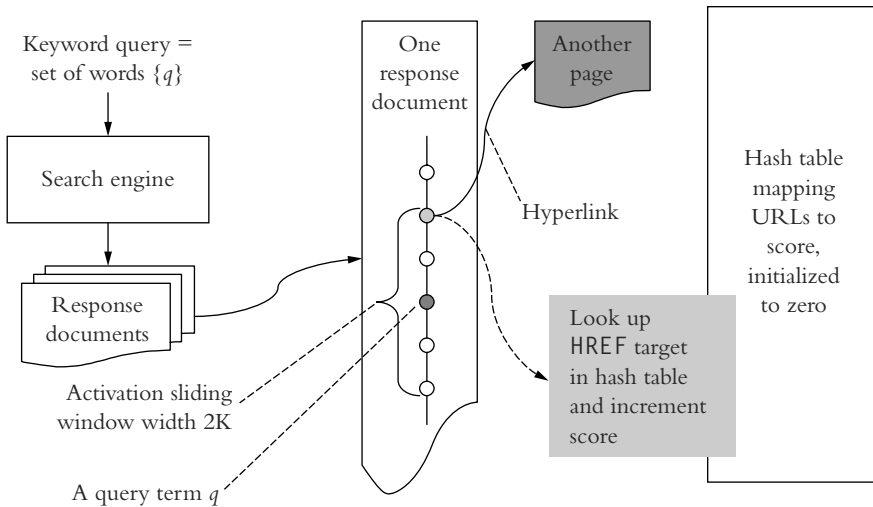 Keyword query =
set of words {q}
Search engine
Response
documents
Activation sliding
window width 2K
A query term q
One
response
document
Another
page
Hyperlink
Look up
HREF target
in hash table
and increment
score
Hash table
mapping
URLs to
score,
initialized
to zero